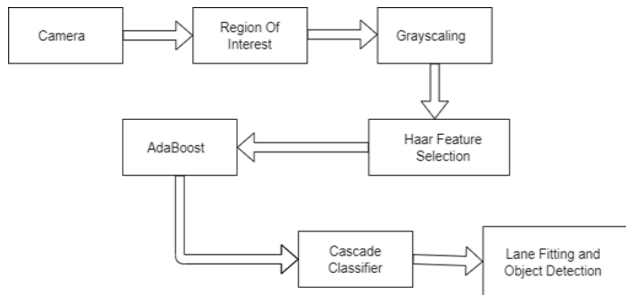 Camera
Region Of
Interest
Grayscaling
Haar Feature
Selection
AdaBoost
Cascade
Classifier
Lane Fitting and
Object Detection